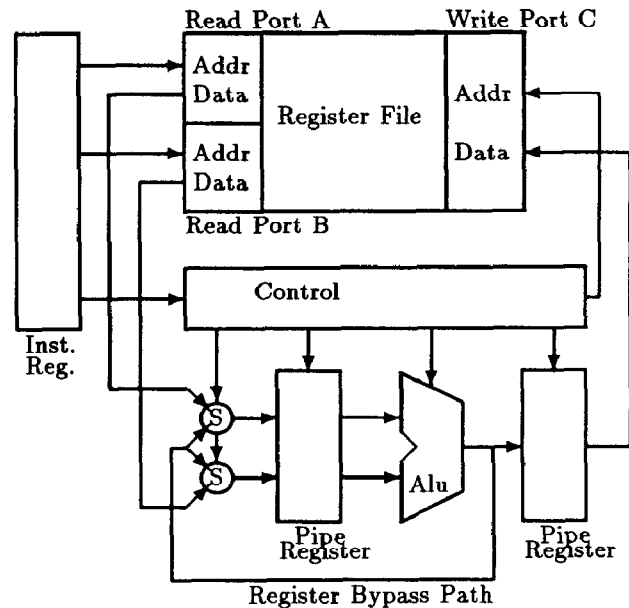 Read Port A
Write Port C
Addr
Data
Register File
Addr
Addr
Data
Data
Read Port B
Control
Inst.
Reg.
S
S
Alu
Pipe
Register
Pipe
Register
Register Bypass Path